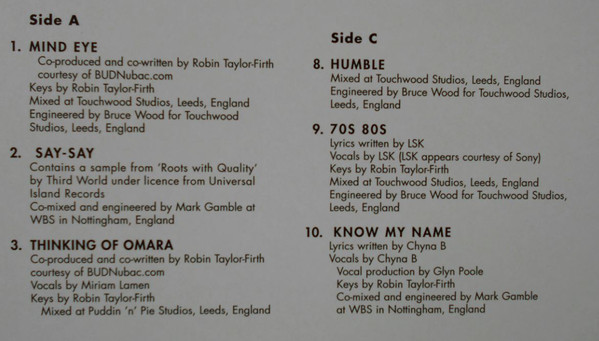 Side A
1. MIND EYE
Co-produced and co-written by Robin Taylor-Firth
courtesy of BUDNubac.com
Keys by Robin Taylor-Firth
Mixed at Touchwood Studios, Leeds, England
Engineered by Bruce Wood for Touchwood
Studios, Leeds, England
2. SAY-SAY
Contains a sample from 'Roots with Quality'
by Third World under licence from Universal
Island Records
Co-mixed and engineered by Mark Gamble at
WBS in Nottingham, England
3. THINKING OF OMARA
Co-produced and co-written by Robin Taylor-Firth
courtesy of BUDNubac.com
Vocals by Miriam Lamen
Keys by Robin Taylor-Firth
Mixed at Puddin 'n' Pie Studios, Leeds, England
Side C
8. HUMBLE
Mixed at Touchwood Studios, Leeds, England
Engineered by Bruce Wood for Touchwood Studios,
Leeds, England
9. 70S 80S
Lyrics written by LSK
Vocals by LSK (LSK appears courtesy of Sony)
Keys by Robin Taylor-Firth
Mixed at Touchwood Studios, Leeds, England
Engineered by Bruce Wood for Touchwood Studios,
Leeds, England
10. KNOW MY NAME
Lyrics written by Chyna B
Vocals by Chyna B
Vocal production by Glyn Poole
Keys by Robin Taylor-Firth
Co-mixed and engineered by Mark Gamble
at WBS in Nottingham, England